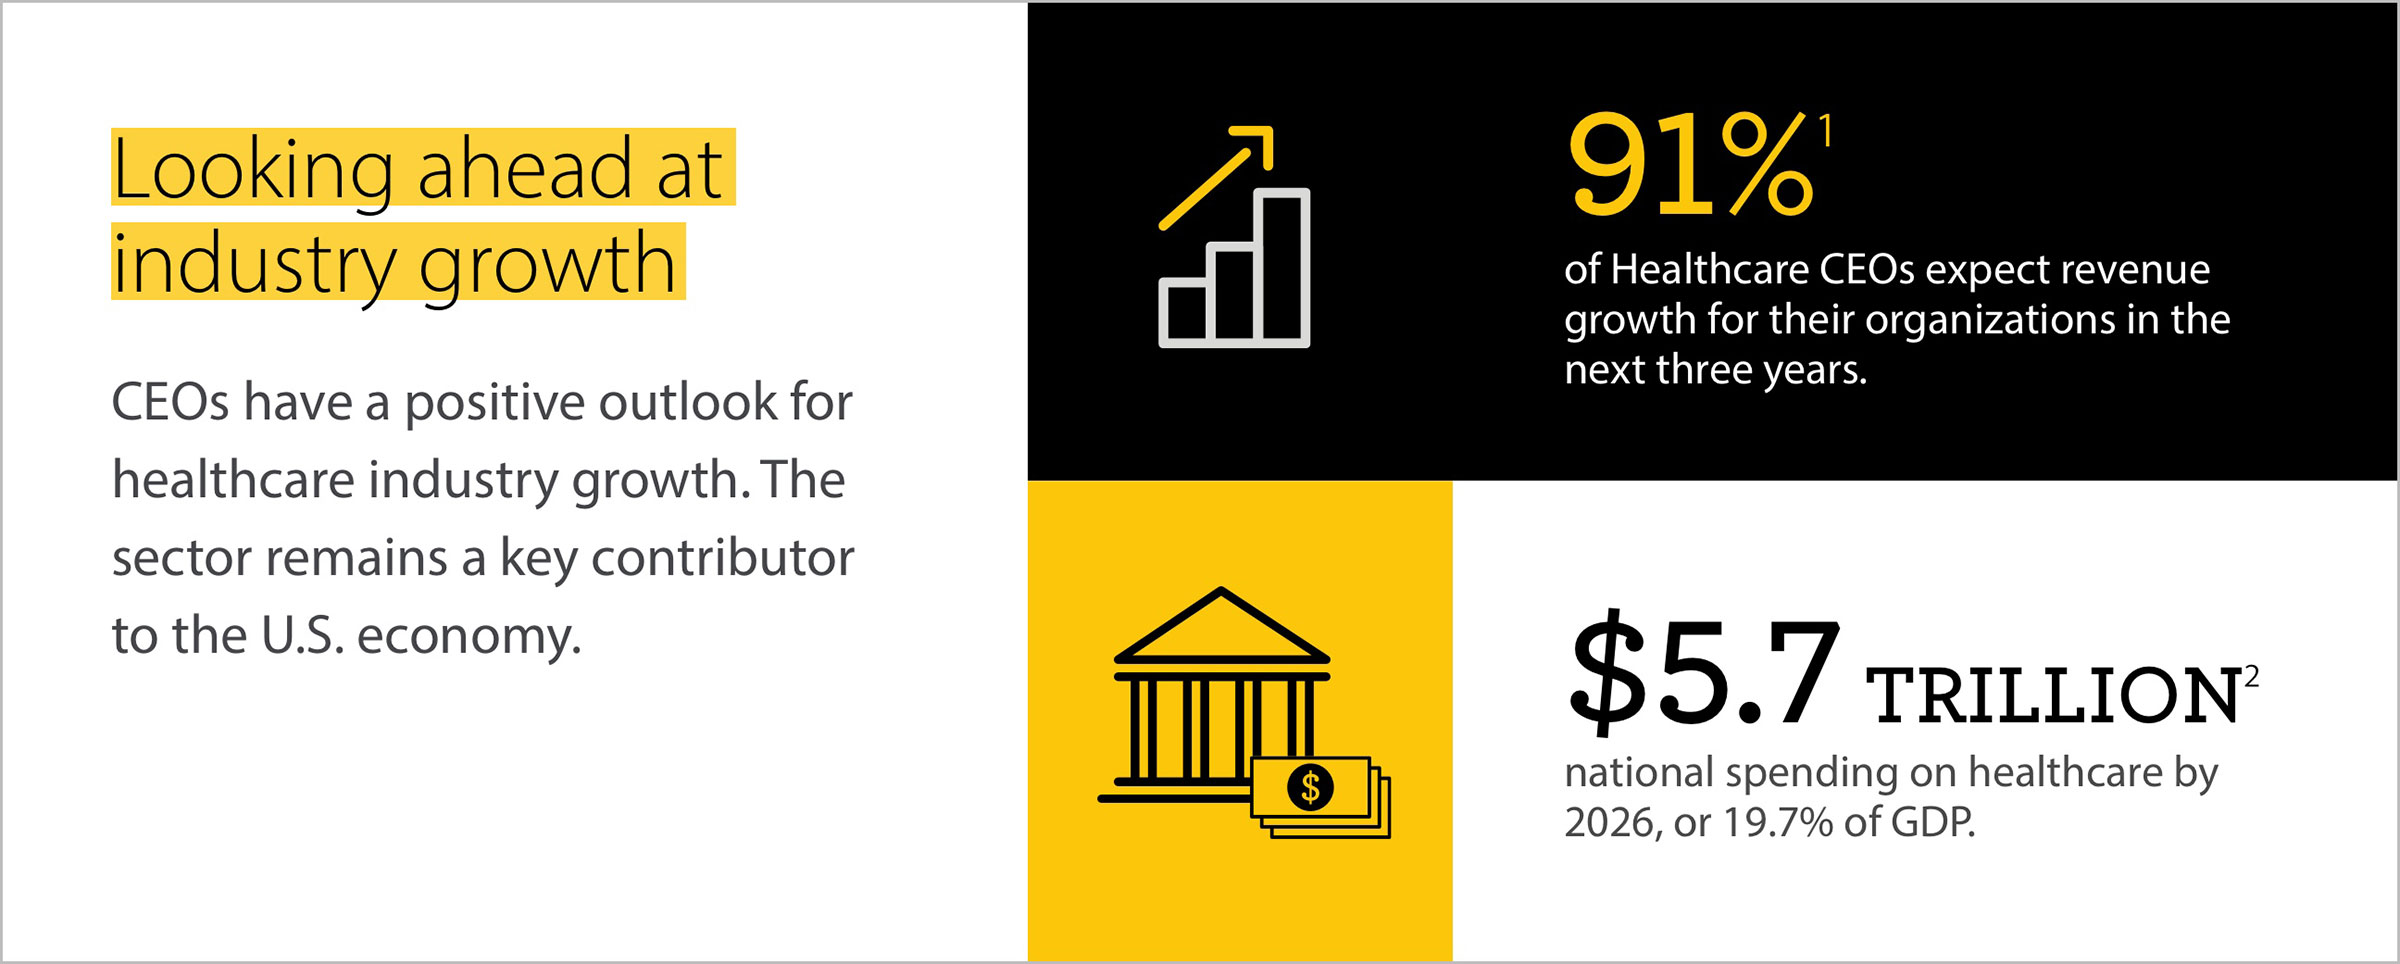 Looking ahead at
industry growth
CEOs have a positive outlook for
healthcare industry growth. The
sector remains a key contributor
to the U.S. economy.
91%¹
of Healthcare CEOs expect revenue
growth for their organizations in the
next three years.
$
$5.7 TRILLION²
national spending on healthcare by
2026, or 19.7% of GDP.